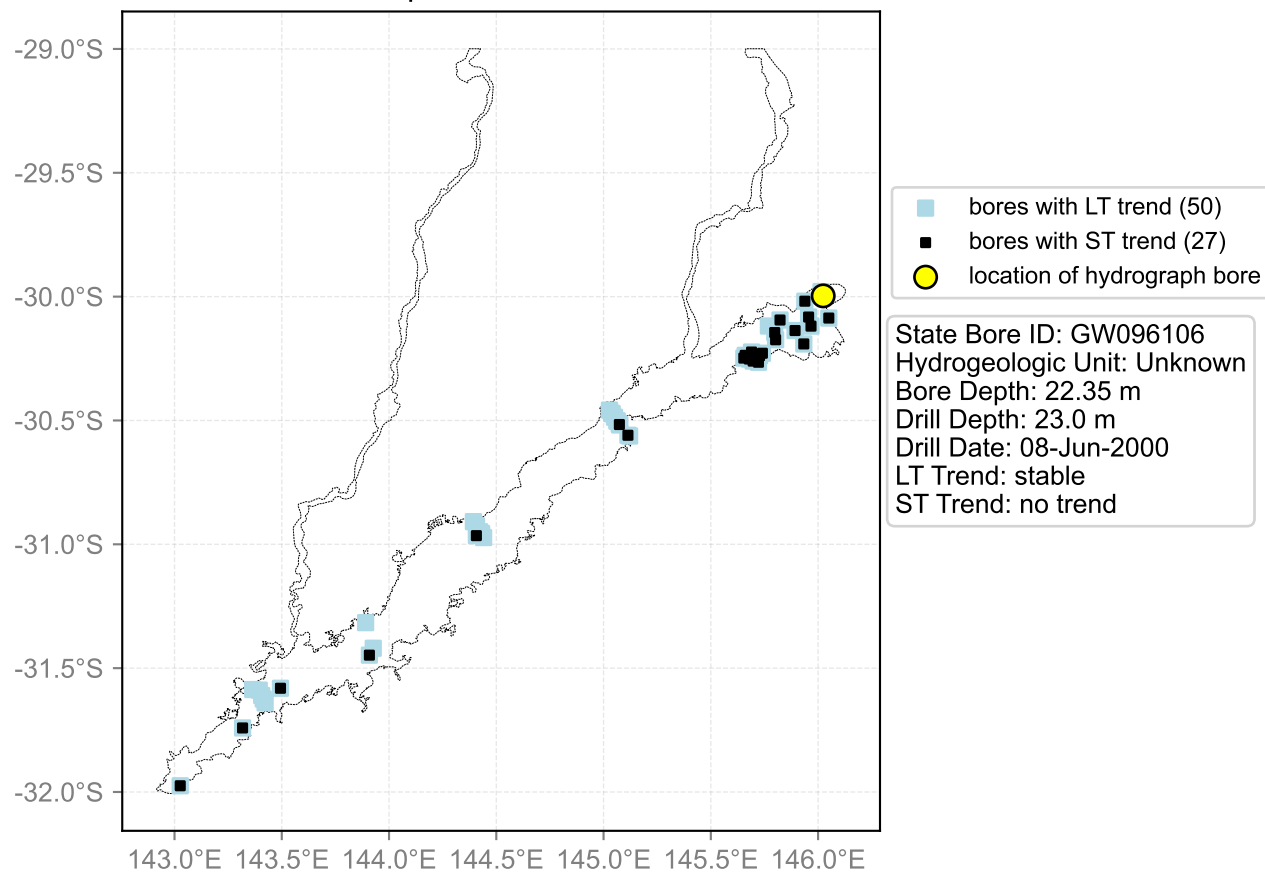 -29.0°S
-29.5°S
-30.0°S
-30.5°S
-31.0°S
-31.5°S
-32.0°S
143.0°E 143.5°E 144.0°E 144.5°E 145.0°E 145.5°E 146.0°E
bores with LT trend (50)
bores with ST trend (27)
location of hydrograph bore
State Bore ID: GW096106
Hydrogeologic Unit: Unknown
Bore Depth: 22.35 m
Drill Depth: 23.0 m
Drill Date: 08-Jun-2000
LT Trend: stable
ST Trend: no trend